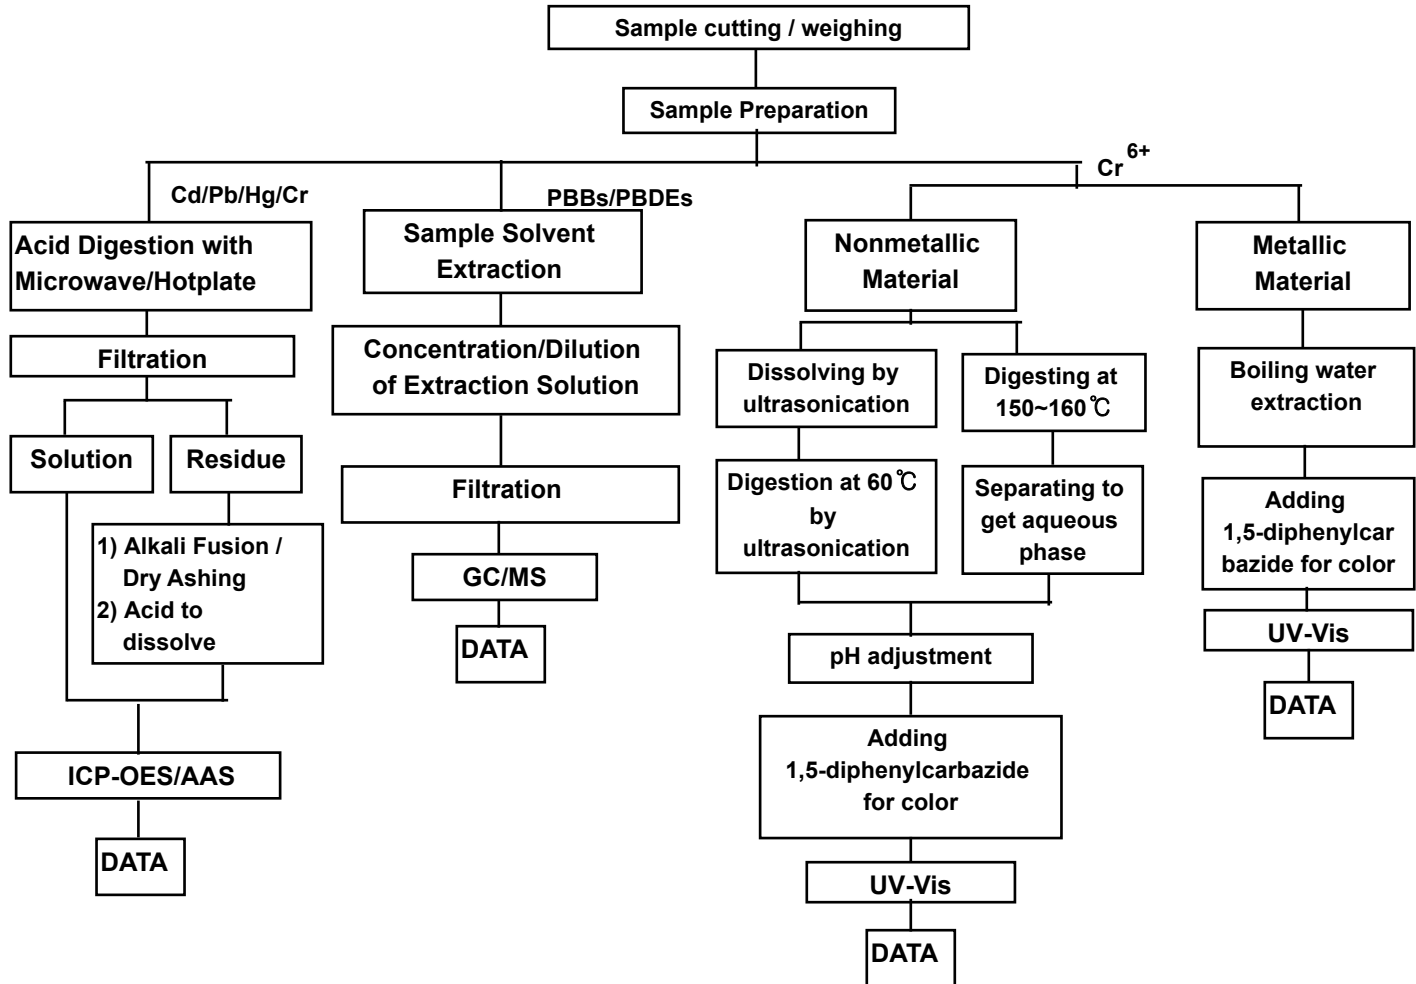 Sample cutting / weighing
Sample Preparation
Cd/Pb/Hg/Cr
Acid Digestion with
Microwave/Hotplate
Filtration
Solution
Residue
1) Alkali Fusion /
Dry Ashing
2) Acid to
dissolve
ICP-OES/AAS
DATA
PBBs/PBDEs
Sample Solvent
Extraction
Concentration/Dilution
of Extraction Solution
Filtration
GC/MS
DATA
Cr 6+
Nonmetallic
Material
Dissolving by
ultrasonication
Digestion at 60℃
by
ultrasonication
Digesting at
150~160℃
Separating to
get aqueous
phase
pH adjustment
Adding
1,5-diphenylcarbazide
for color
UV-Vis
DATA
Metallic
Material
Boiling water
extraction
Adding
1,5-diphenylcar
bazide for color
UV-Vis
DATA